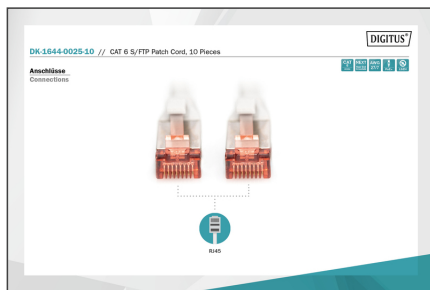 DIGITUS®
DK-1644-0025-10 // CAT 6 S/FTP Patch Cord, 10 Pieces
Anschlüsse
Connections
RJ45